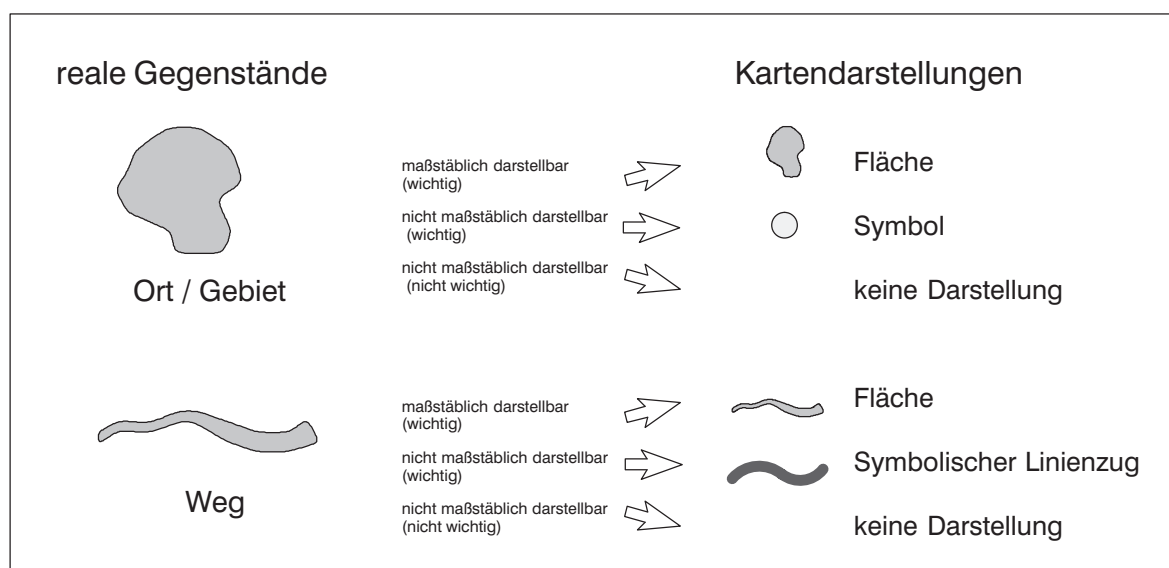 reale Gegenstände
Kartendarstellungen
maßstäblich darstellbar
(wichtig)
Fläche
nicht maßstäblich darstellbar
(wichtig)
Symbol
nicht maßstäblich darstellbar
(nicht wichtig)
keine Darstellung
Ort / Gebiet
maßstäblich darstellbar
(wichtig)
Fläche
nicht maßstäblich darstellbar
(wichtig)
Symbolischer Linienzug
nicht maßstäblich darstellbar
(nicht wichtig)
keine Darstellung
Weg